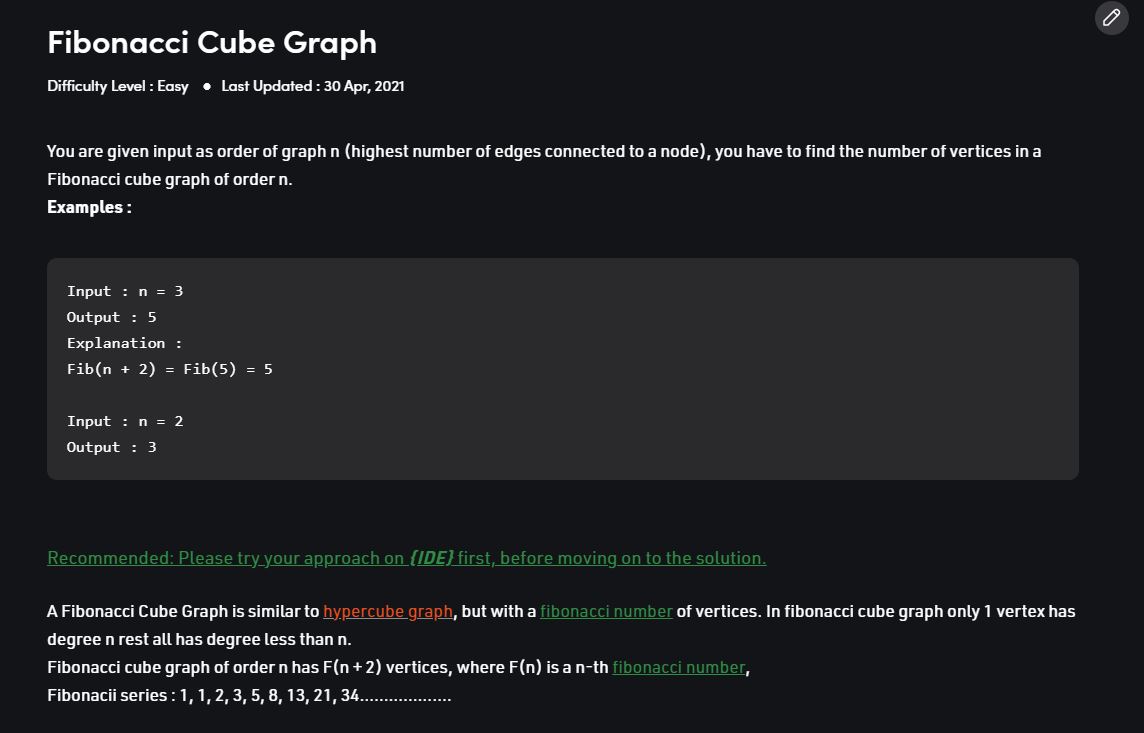 Fibonacci Cube Graph
Difficulty Level : Easy ● Last Updated : 30 Apr, 2021
You are given input as order of graph n (highest number of edges connected to a node), you have to find the number of vertices in a
Fibonacci cube graph of order n.
Examples :
Input : n = 3
Output : 5
Explanation :
Fib(n + 2) = Fib(5) = 5
Input : n = 2
Output : 3
Recommended: Please try your approach on {IDE} first, before moving on to the solution.
A Fibonacci Cube Graph is similar to hypercube graph, but with a fibonacci number of vertices. In fibonacci cube graph only 1 vertex has
degree n rest all has degree less than n.
Fibonacci cube graph of order n has F(n + 2) vertices, where F(n) is a n-th fibonacci number,
Fibonacii series : 1, 1, 2, 3, 5, 8, 13, 21, 34...................